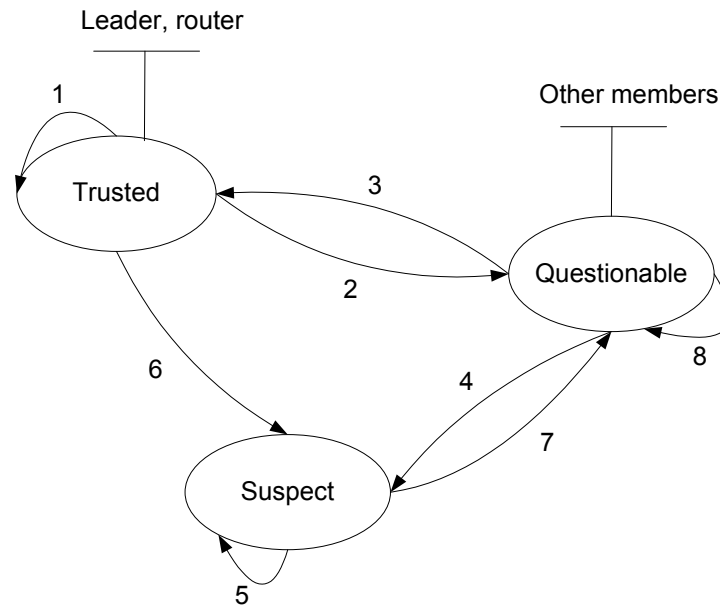 Leader, router
1
Other members
Trusted
3
2
Questionable
8
6
4
7
Suspect
5